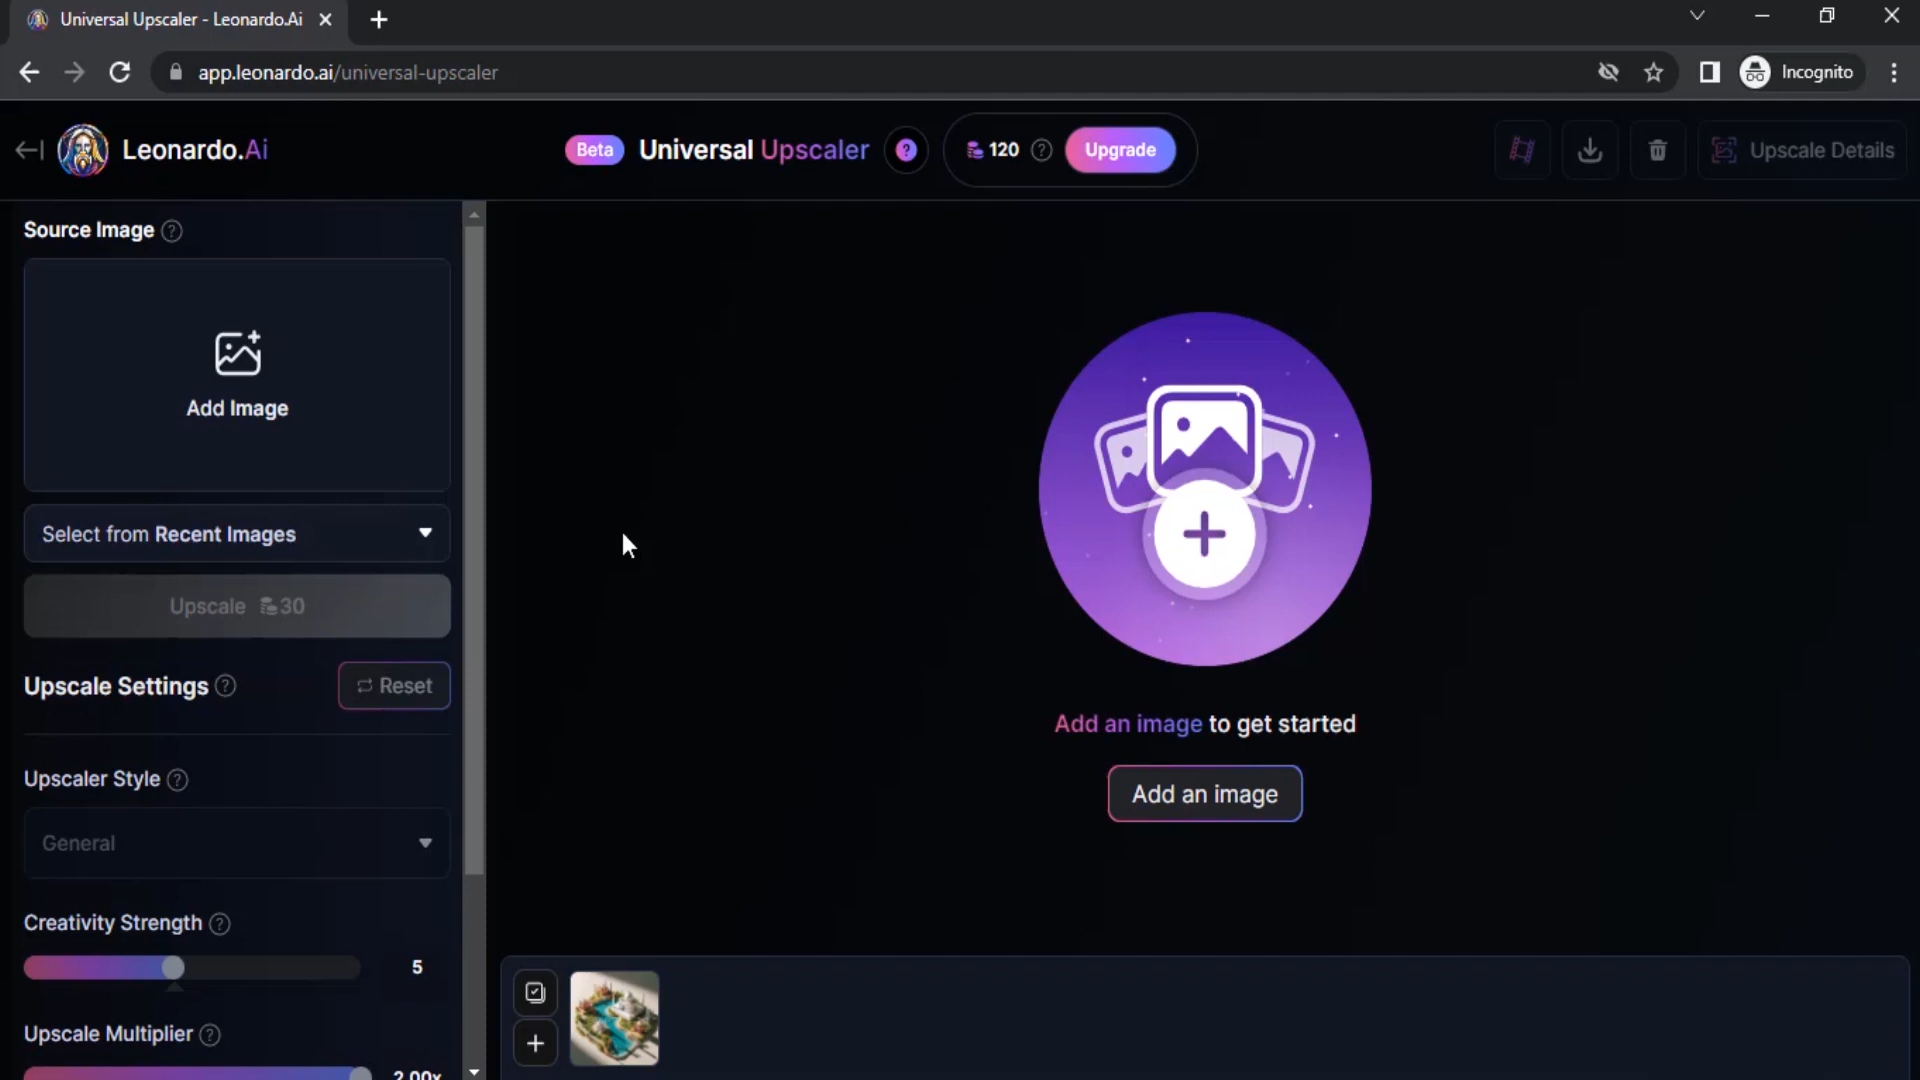 Universal Upscaler - Leonardo.Ai
app.leonardo.ai/universal-upscaler
Incognito
Leonardo.Ai
Beta
Universal Upscaler
?
120
?
Upgrade
Upscale Details
Source Image ?
Add Image
Select from Recent Images
Upscale 30
Upscale Settings ?
Reset
Upscaler Style ?
General
Creativity Strength ?
5
Upscale Multiplier ?
2.00x
Add an image to get started
Add an image